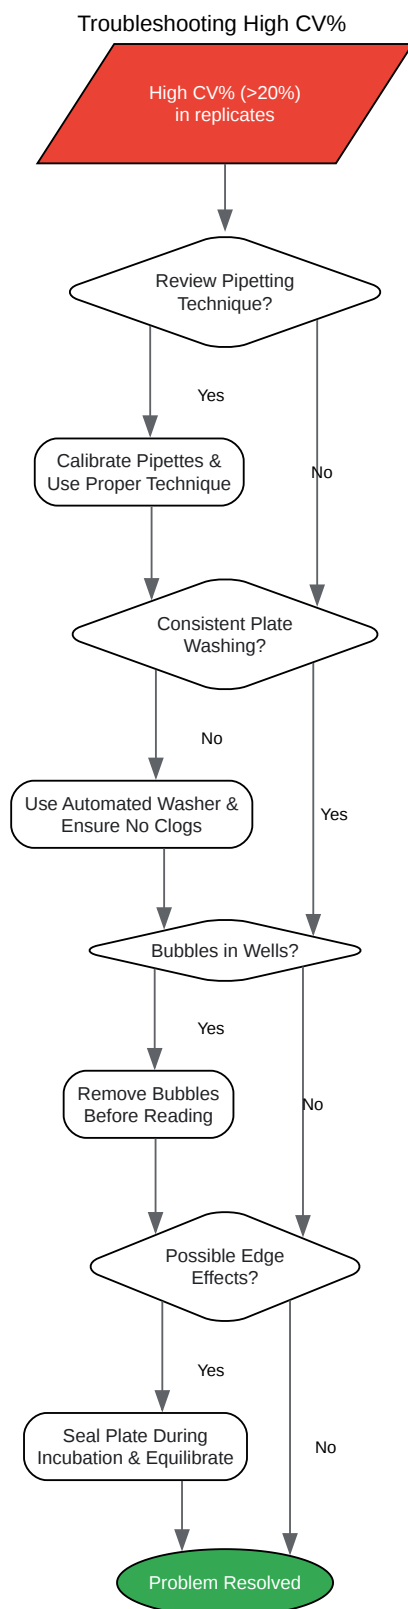 Troubleshooting High CV%
High CV% (>20%)
in replicates
Review Pipetting
Technique?
Yes
Calibrate Pipettes &
Use Proper Technique
No
Consistent Plate
Washing?
No
Use Automated Washer &
Ensure No Clogs
Yes
Bubbles in Wells?
Yes
Remove Bubbles
Before Reading
No
Possible Edge
Effects?
Yes
Seal Plate During
Incubation & Equilibrate
No
Problem Resolved